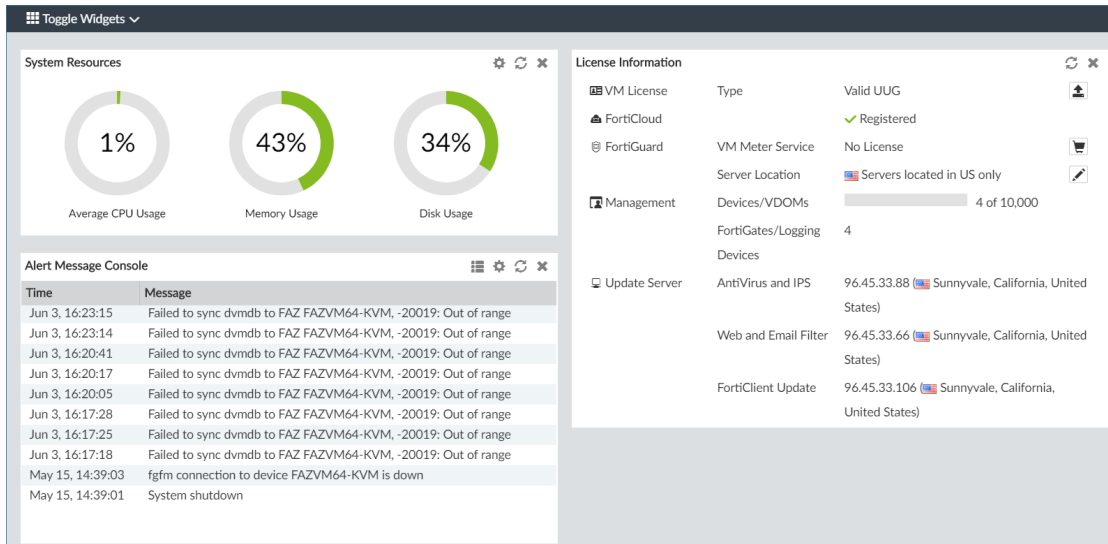 Toggle Widgets
System Resources
1%
43%
34%
Average CPU Usage
Memory Usage
Disk Usage
Alert Message Console
Time Message
Jun 3, 16:23:15 Failed to sync dvmdb to FAZ FAZVM64-KVM, -20019: Out of range
Jun 3, 16:23:14 Failed to sync dvmdb to FAZ FAZVM64-KVM, -20019: Out of range
Jun 3, 16:20:41 Failed to sync dvmdb to FAZ FAZVM64-KVM, -20019: Out of range
Jun 3, 16:20:17 Failed to sync dvmdb to FAZ FAZVM64-KVM, -20019: Out of range
Jun 3, 16:20:05 Failed to sync dvmdb to FAZ FAZVM64-KVM, -20019: Out of range
Jun 3, 16:17:28 Failed to sync dvmdb to FAZ FAZVM64-KVM, -20019: Out of range
Jun 3, 16:17:25 Failed to sync dvmdb to FAZ FAZVM64-KVM, -20019: Out of range
Jun 3, 16:17:18 Failed to sync dvmdb to FAZ FAZVM64-KVM, -20019: Out of range
May 15, 14:39:03 fgfm connection to device FAZVM64-KVM is down
May 15, 14:39:01 System shutdown
License Information
VM License Type Valid UUG
FortiCloud Registered
FortiGuard VM Meter Service No License
Server Location Servers located in US only
Management Devices/VDOMs 4 of 10,000
FortiGates/Logging 4
Devices
Update Server AntiVirus and IPS 96.45.33.88 ( Sunnyvale, California, United
States)
Web and Email Filter 96.45.33.66 ( Sunnyvale, California, United
States)
FortiClient Update 96.45.33.106 ( Sunnyvale, California,
United States)